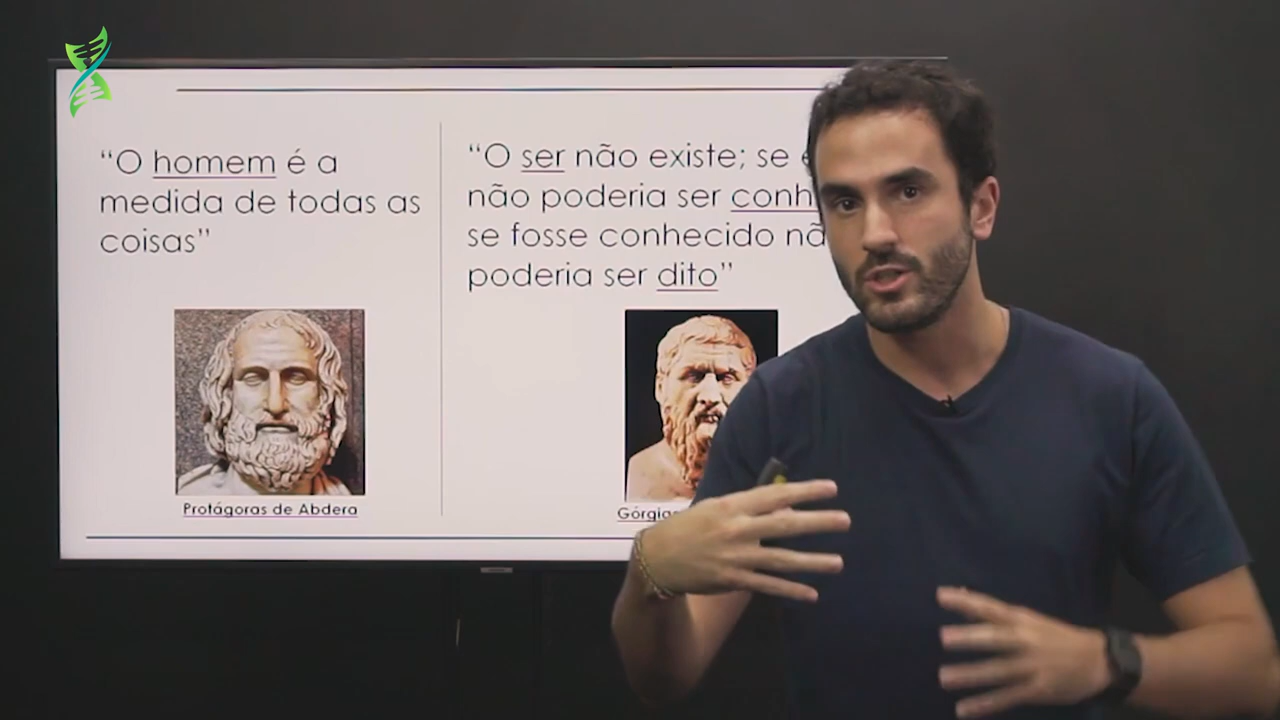 “O homem é a
medida de todas as
coisas”
“O ser não existe; se
não poderia ser
se fosse conhecido
poderia ser dito”
Protágoras de Abdera